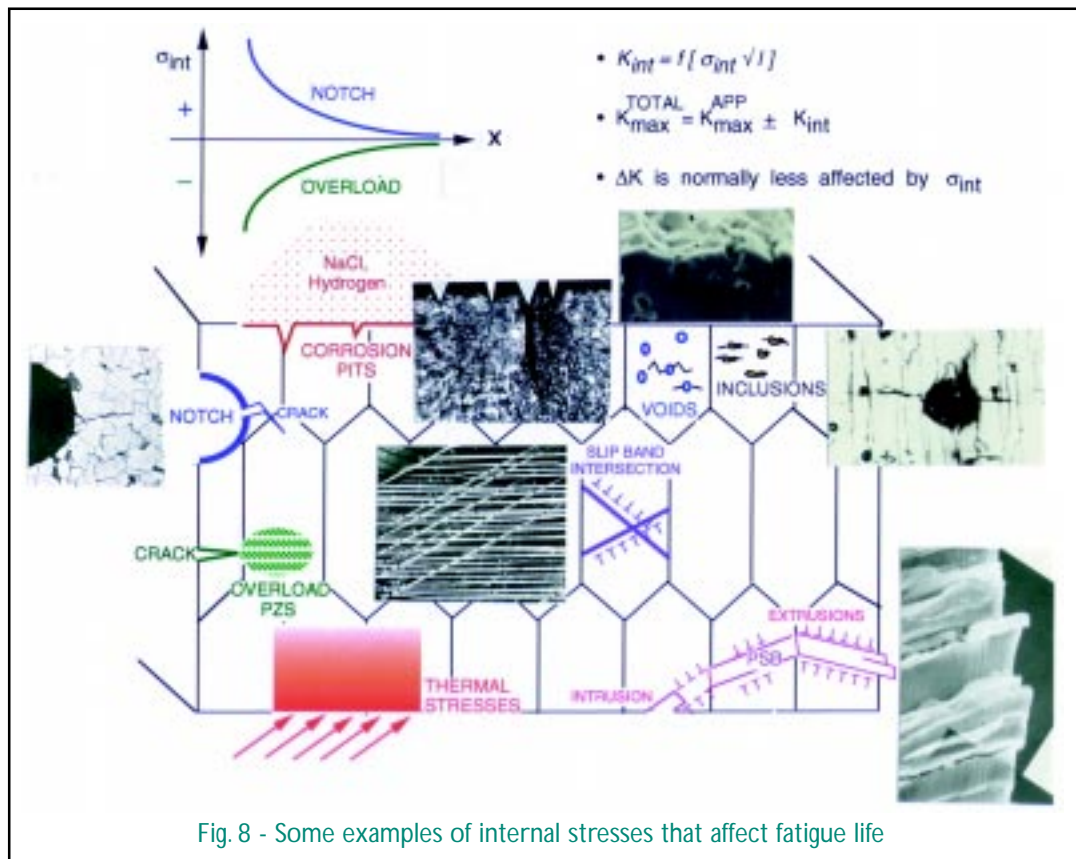 σint
+
NOTCH
X
−
OVERLOAD
• Kint = f [ σint √l ]
• K TOTAL max = K APP max ± Kint
• ΔK is normally less affected by σint
NaCl,
Hydrogen
CORROSION
PITS
VOIDS
INCLUSIONS
NOTCH
CRACK
SLIP BAND
INTERSECTION
CRACK
OVERLOAD
PZS
EXTRUSIONS
PSB
INTRUSION
THERMAL
STRESSES
Fig. 8 - Some examples of internal stresses that affect fatigue life